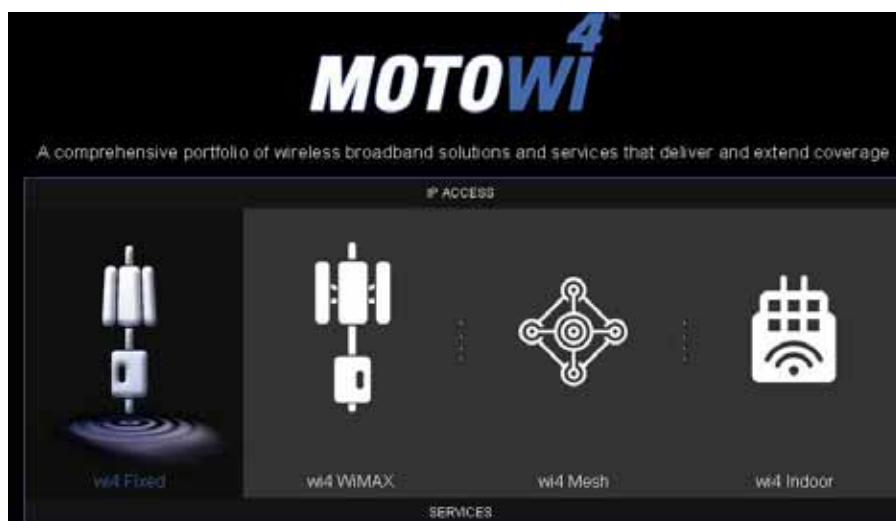 MOTOWI4™
A comprehensive portfolio of wireless broadband solutions and services that deliver and extend coverage
IP ACCESS
wi4 Fixed
wi4 WiMAX
wi4 Mesh
wi4 Indoor
SERVICES